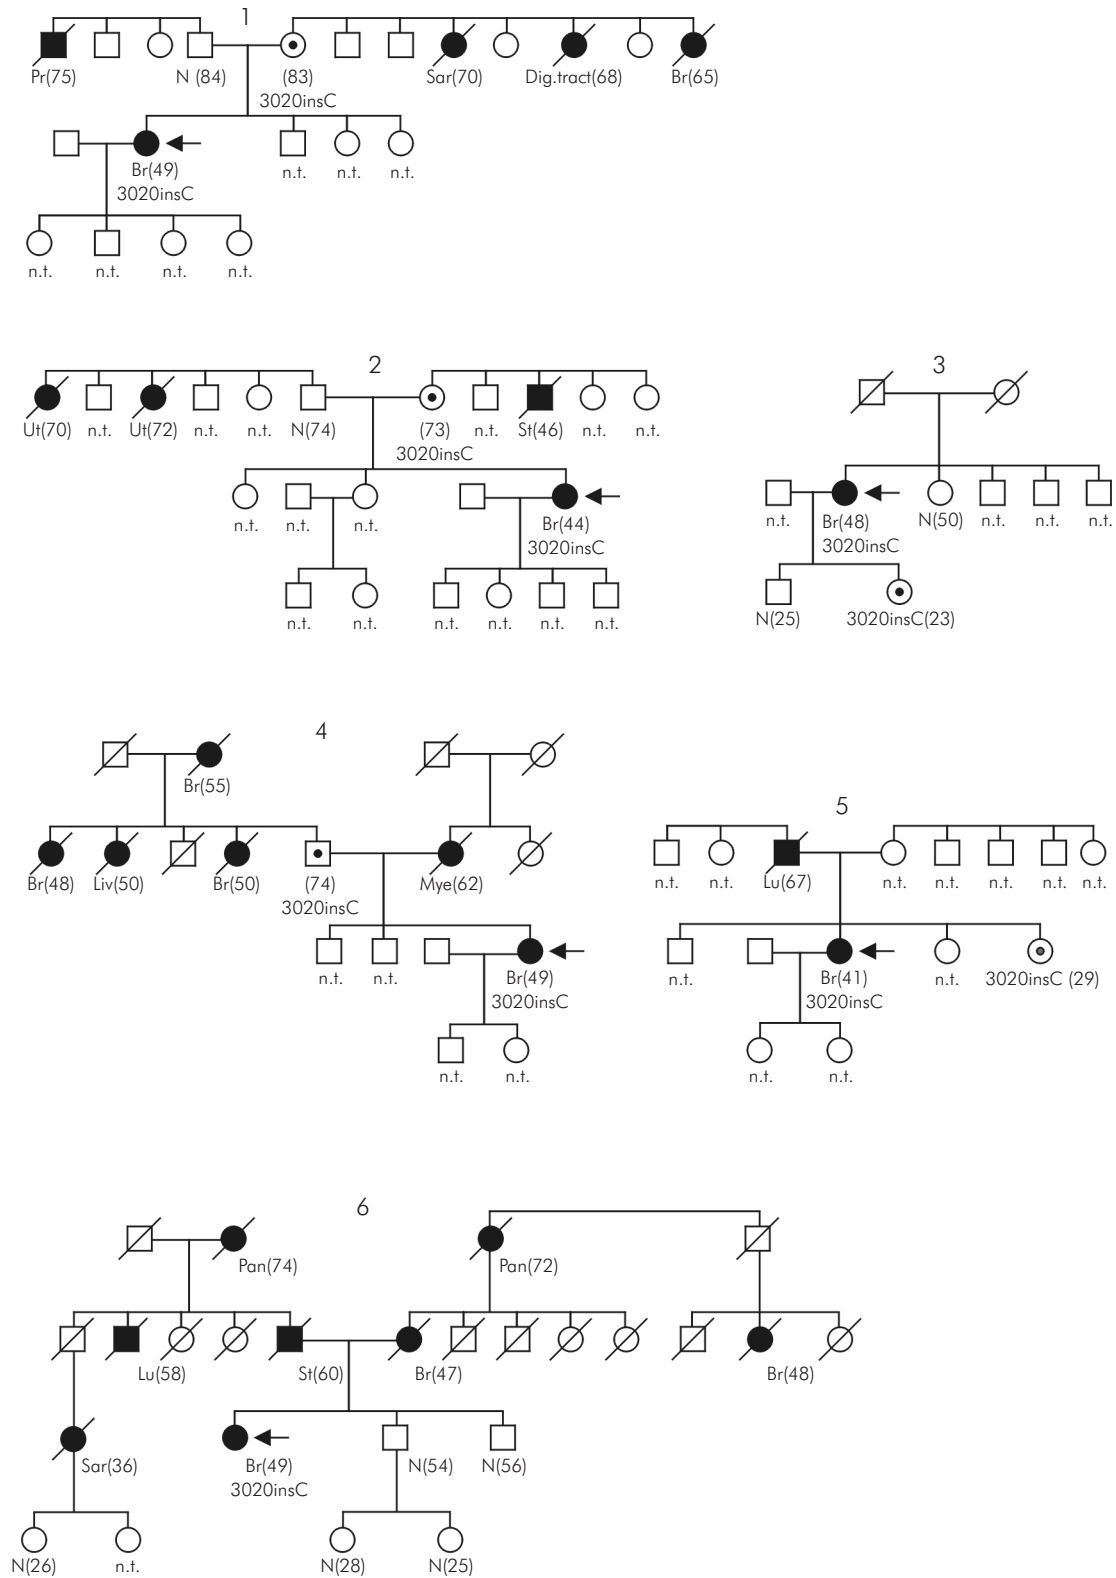 1
Pr(75) N (84) (83) Sar(70) Dig.tract(68) Br(65)
3020insC
Br(49) n.t. n.t. n.t.
3020insC
n.t. n.t. n.t. n.t.
2
Ut(70) n.t. Ut(72) n.t. n.t. N(74) (73) n.t. St(46) n.t. n.t.
3020insC
n.t. n.t. n.t. Br(44)
3020insC
n.t. n.t. n.t. n.t. n.t. n.t.
3
n.t. Br(48) N(50) n.t. n.t. n.t.
3020insC
N(25) 3020insC(23)
4
Br(55)
Br(48) Liv(50) Br(50) (74) Mye(62)
3020insC
n.t. n.t. Br(49)
3020insC
n.t. n.t.
5
n.t. n.t. Lu(67) n.t. n.t. n.t. n.t. n.t.
n.t. Br(41) n.t. 3020insC (29)
3020insC
n.t. n.t.
6
Pan(74) Pan(72)
Lu(58) St(60) Br(47) Br(48)
Sar(36) Br(49) N(54) N(56)
3020insC
N(26) n.t. N(28) N(25)